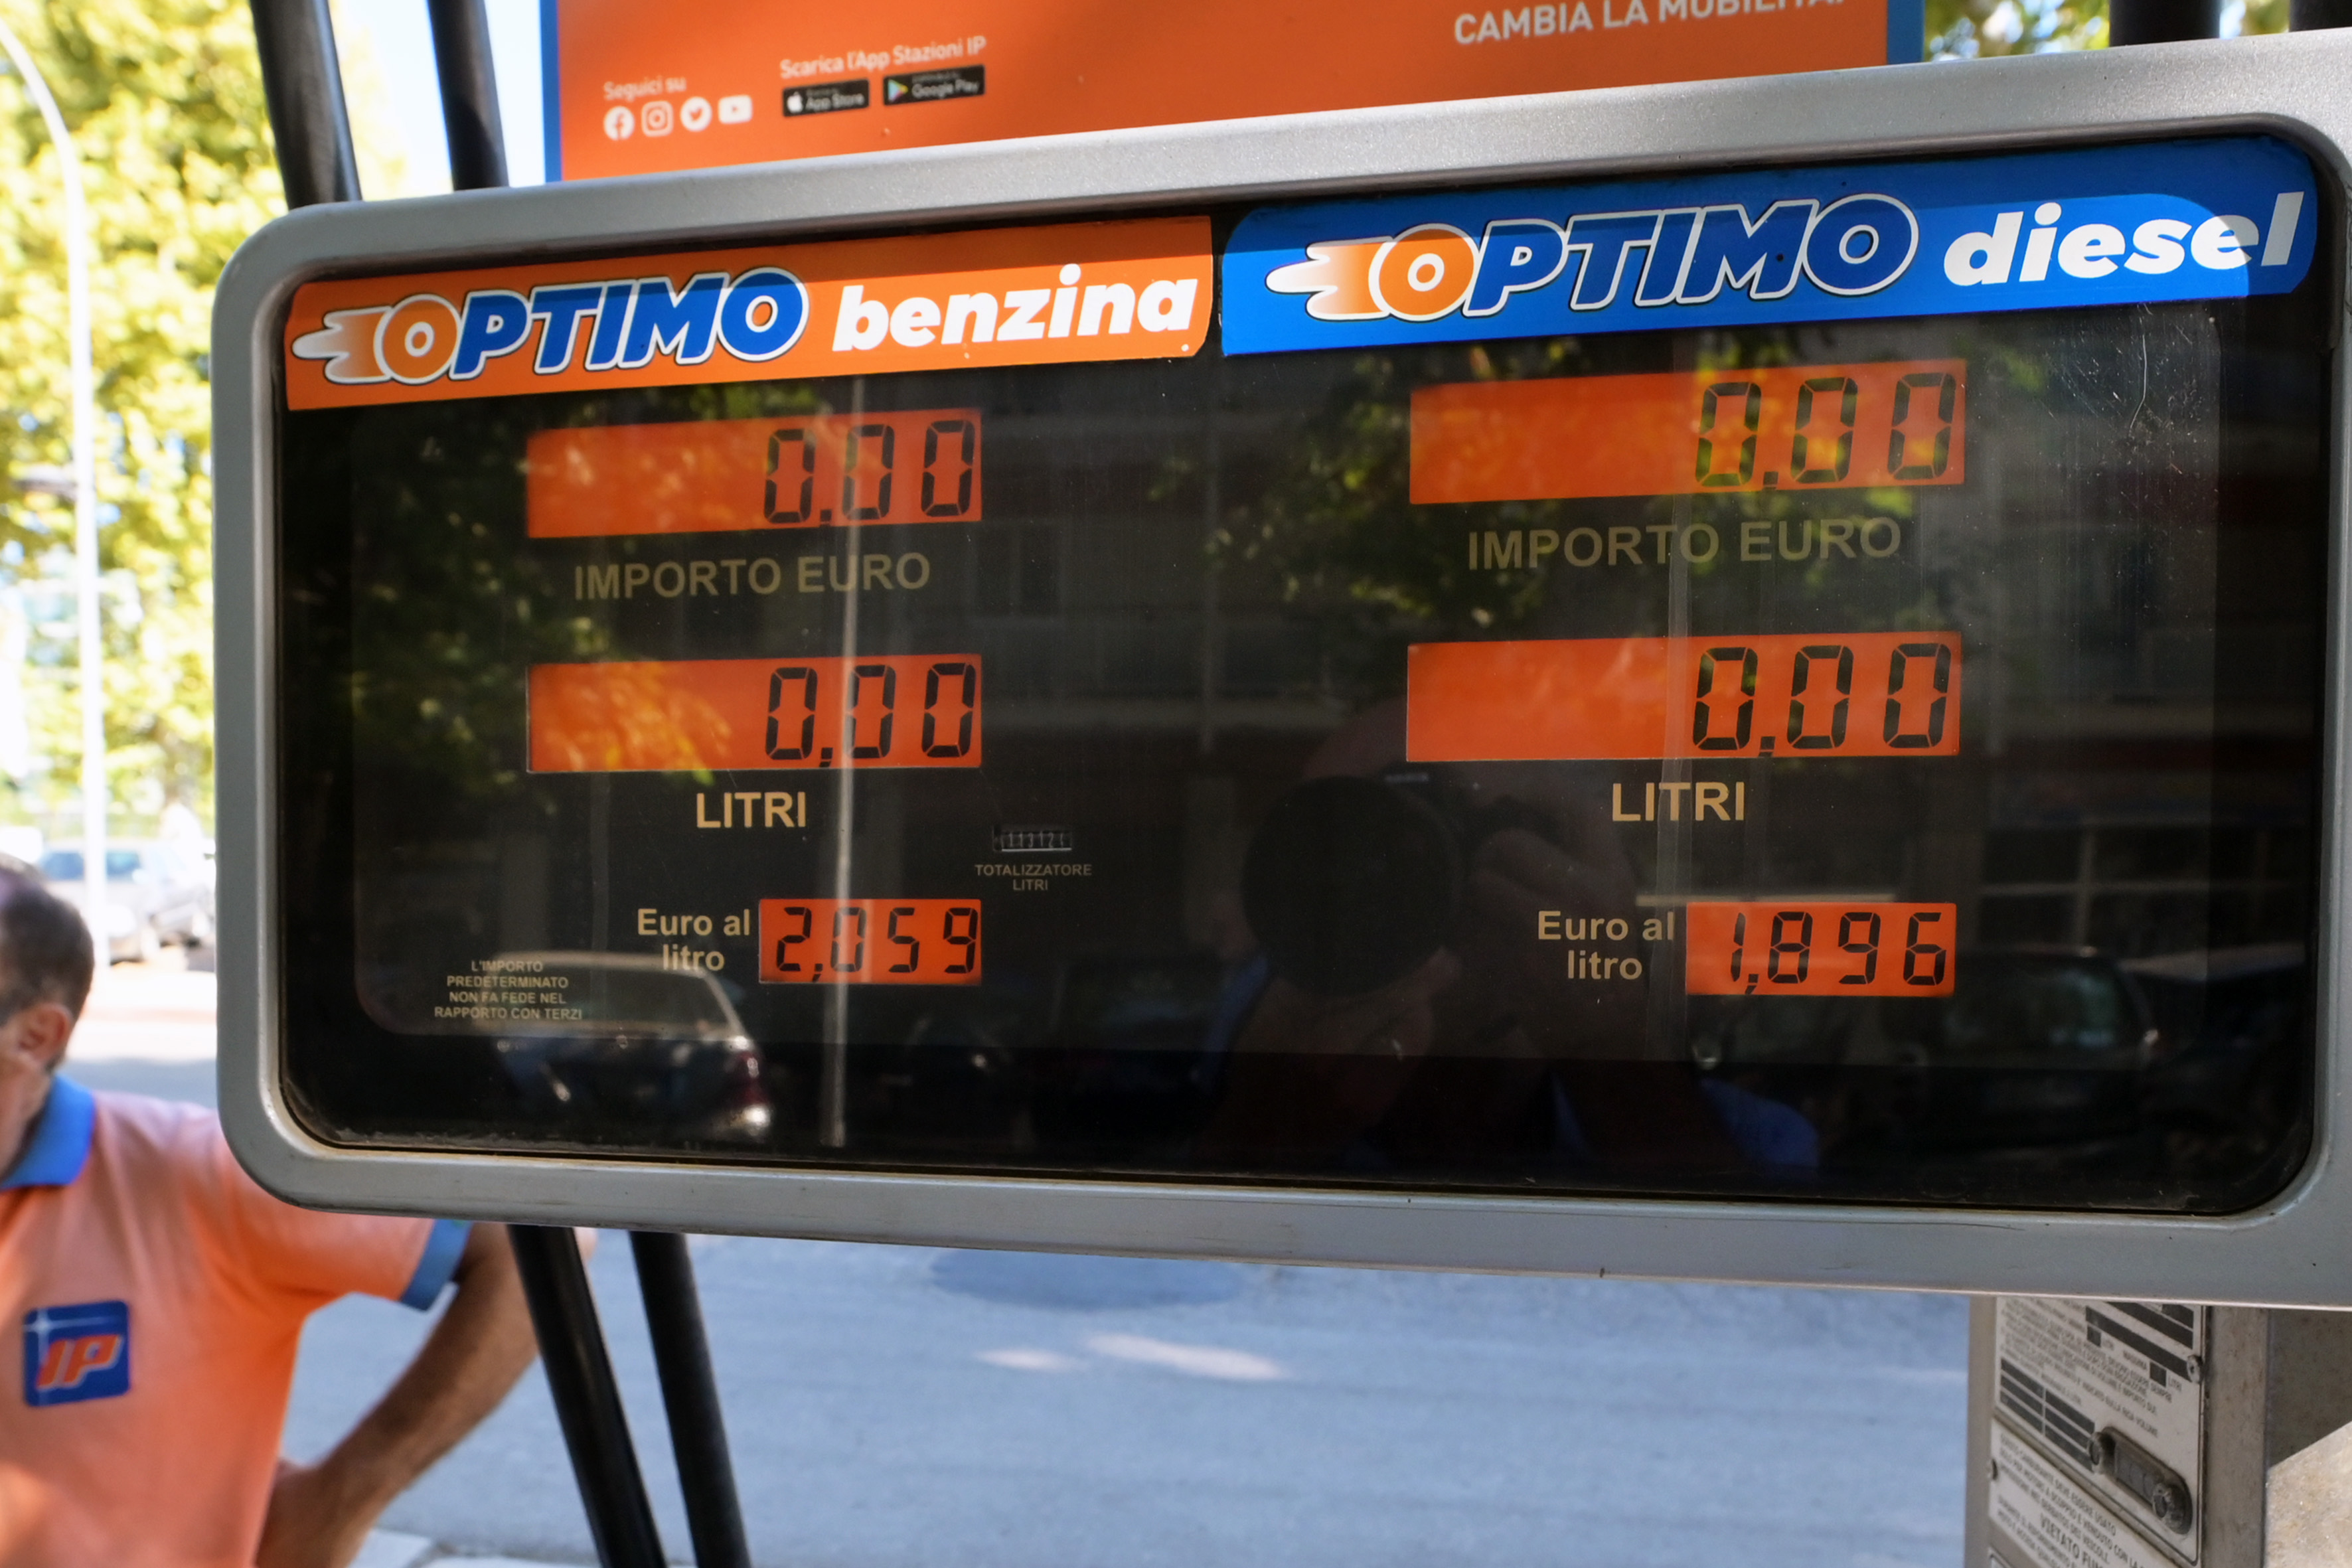 CAMBIA LA MOBILITÀ.
Seguici su
Scarica l'App Stazioni IP
App Store
Google Play
OPTIMO benzina
OPTIMO diesel
0,00
IMPORTO EURO
0,00
LITRI
TOTALIZZATORE
LITRI
Euro al
litro
2,059
L'IMPORTO
PREDETERMINATO
NON FA FEDE NEL
RAPPORTO CON TERZI
0,00
IMPORTO EURO
0,00
LITRI
Euro al
litro
1,896
IP